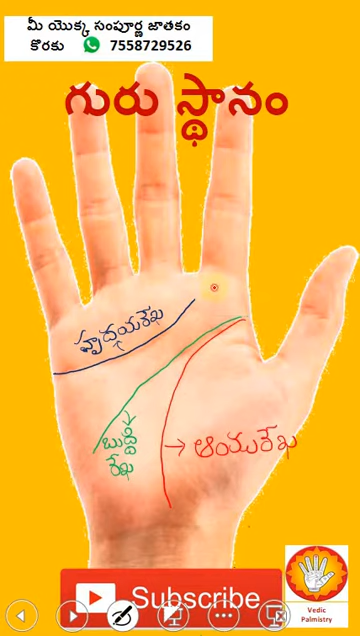 మీ యొక్క సంపూర్ణ జాతకం
కొరకు 7558729526
గురు స్థానం
హృదయరేఖ
బుద్ధి
రేఖ
ఆయురేఖ
Subscribe
Vedic
Palmistry